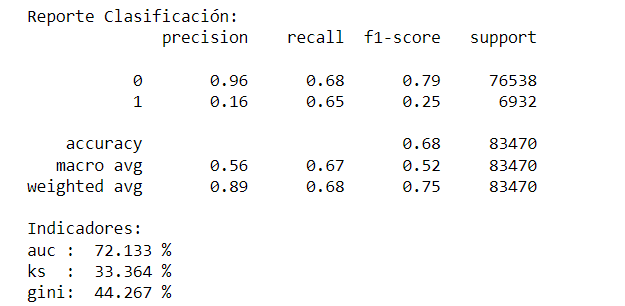 Reporte Clasificación:
precision recall f1-score support
0 0.96 0.68 0.79 76538
1 0.16 0.65 0.25 6932
accuracy 0.68 83470
macro avg 0.56 0.67 0.52 83470
weighted avg 0.89 0.68 0.75 83470
Indicadores:
auc : 72.133 %
ks : 33.364 %
gini: 44.267 %